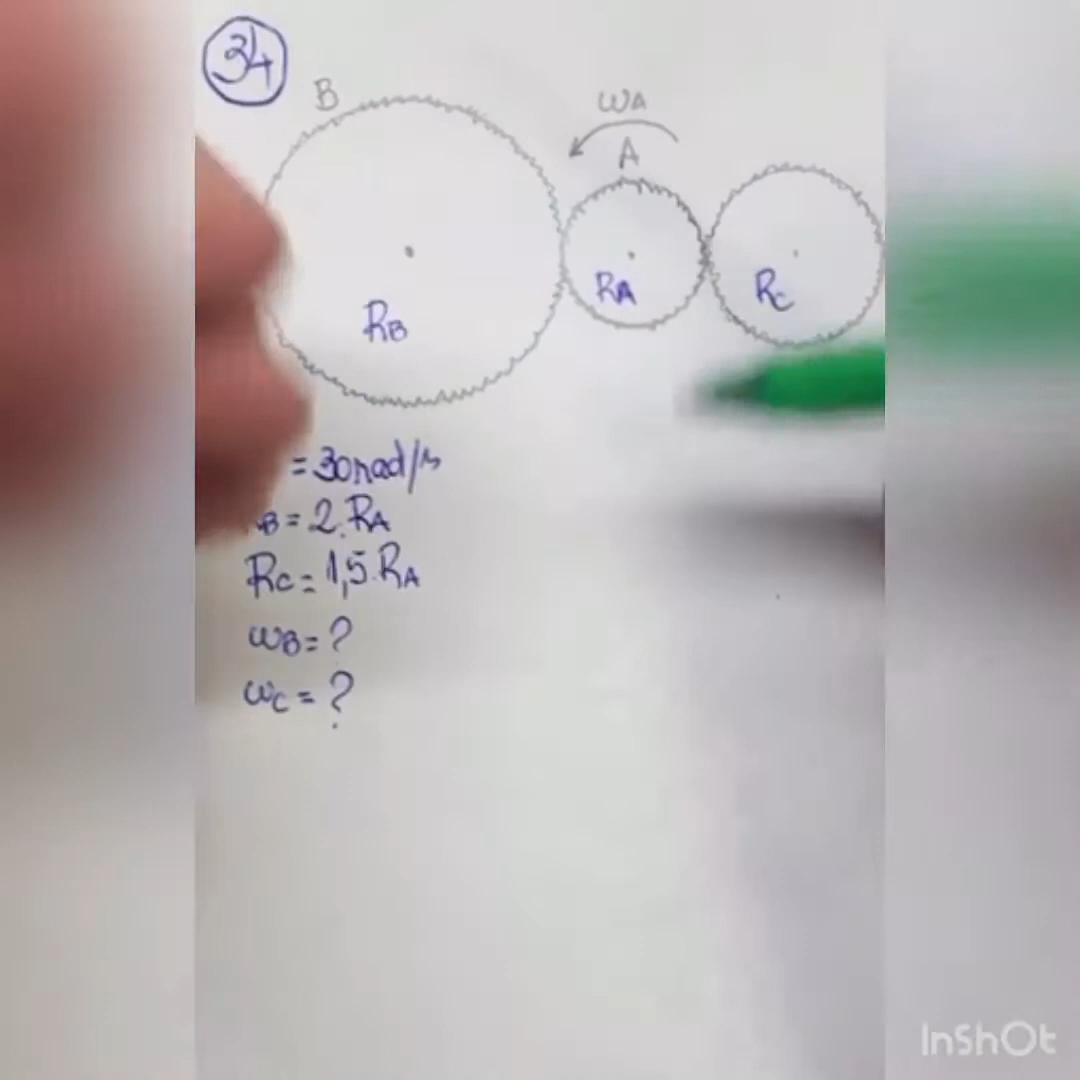 34
B
ωA
A
RB
RA
RC
= 30rad/s
B = 2.RA
RC = 1,5.RA
ωB = ?
ωC = ?
InShOt